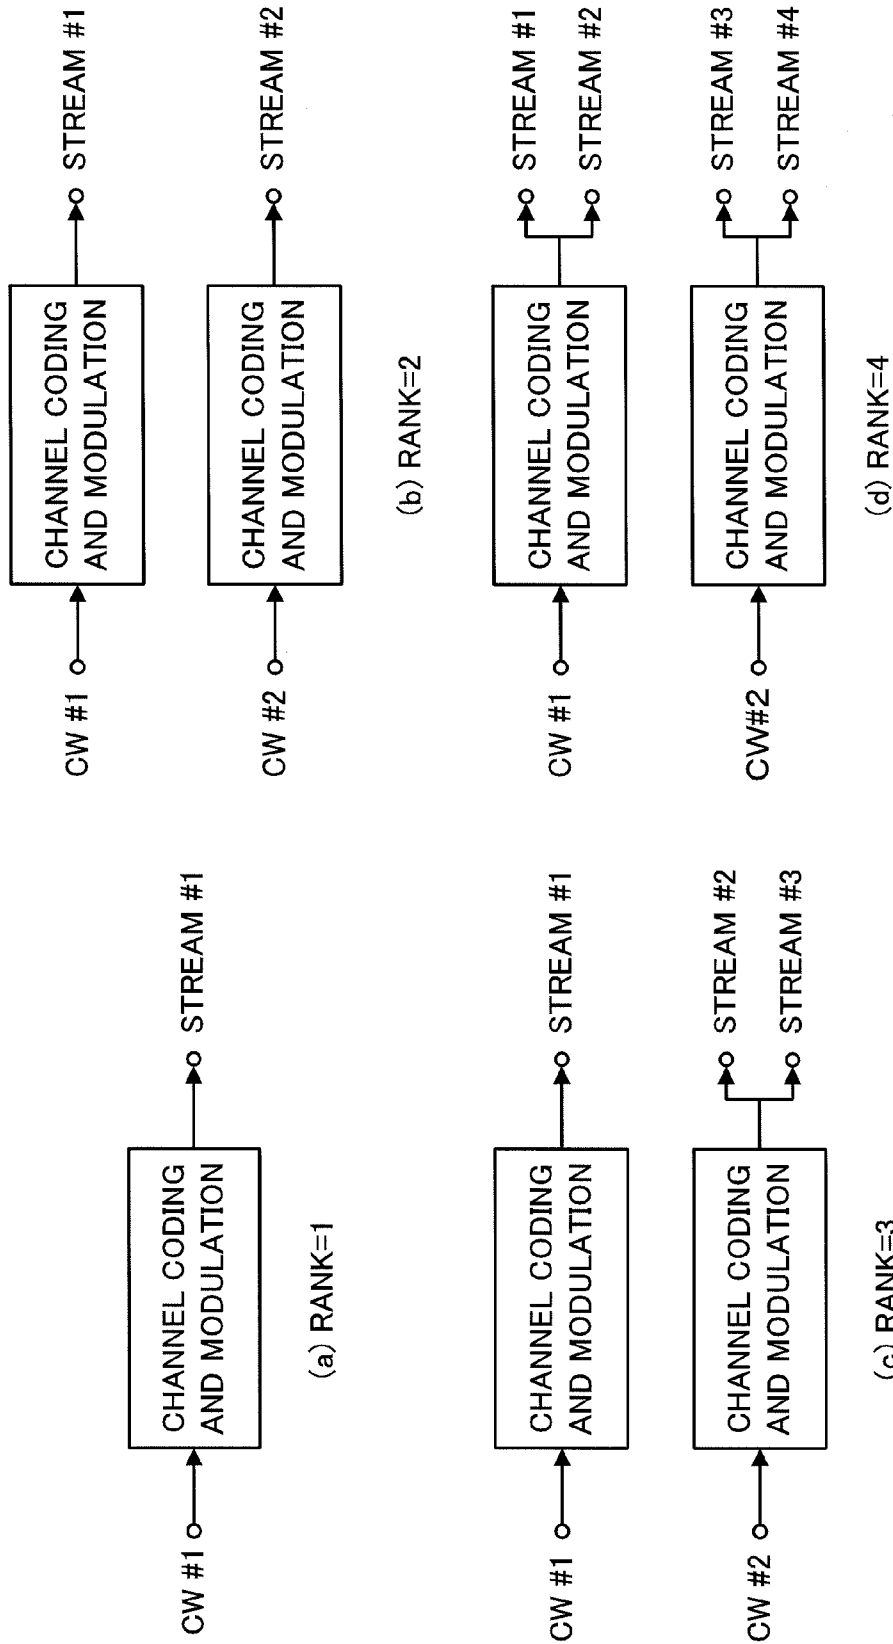 CW #1
CHANNEL CODING
AND MODULATION
STREAM #1
(a) RANK=1
CW #1
CHANNEL CODING
AND MODULATION
STREAM #1
CW #2
CHANNEL CODING
AND MODULATION
STREAM #2
(b) RANK=2
CW #1
CHANNEL CODING
AND MODULATION
STREAM #1
CW #2
CHANNEL CODING
AND MODULATION
STREAM #2
STREAM #3
(c) RANK=3
CW #1
CHANNEL CODING
AND MODULATION
STREAM #1
STREAM #2
CW#2
CHANNEL CODING
AND MODULATION
STREAM #3
STREAM #4
(d) RANK=4